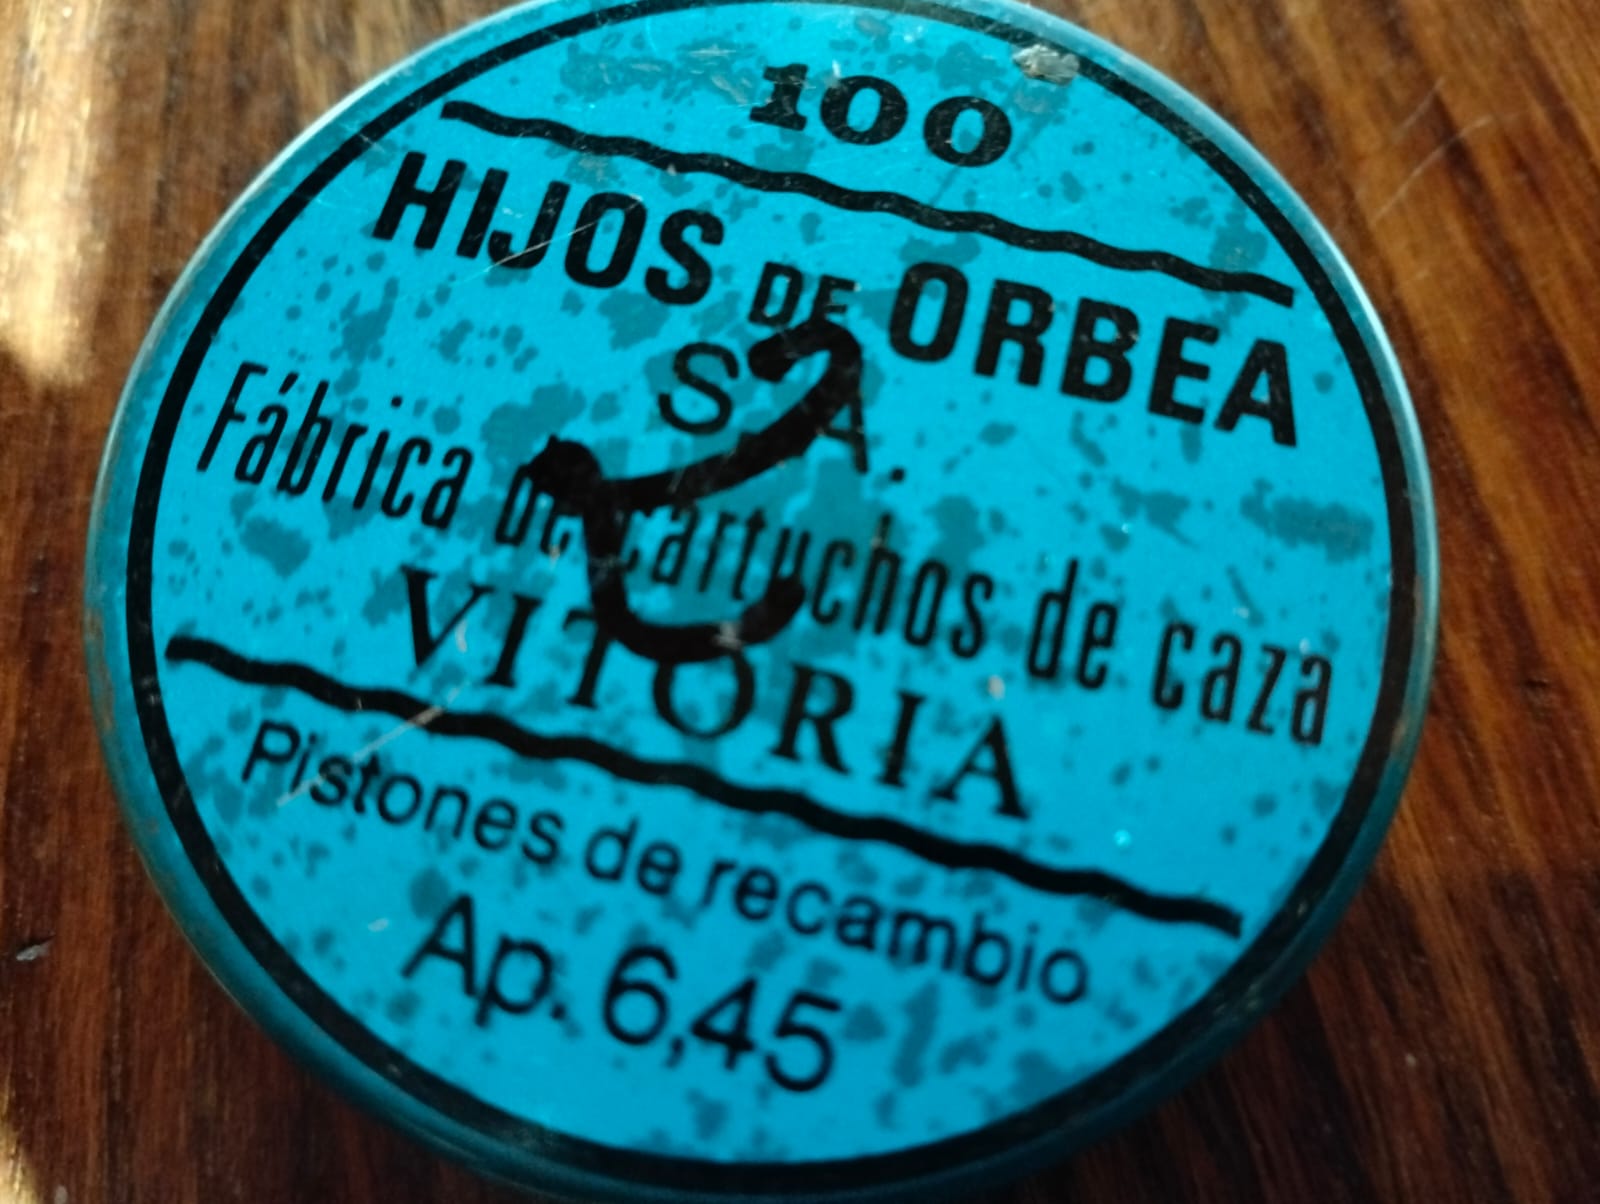 100
HIJOS DE ORBEA
S. A.
Fábrica de cartuchos de caza
VITORIA
Pistones de recambio
Ap. 6,45